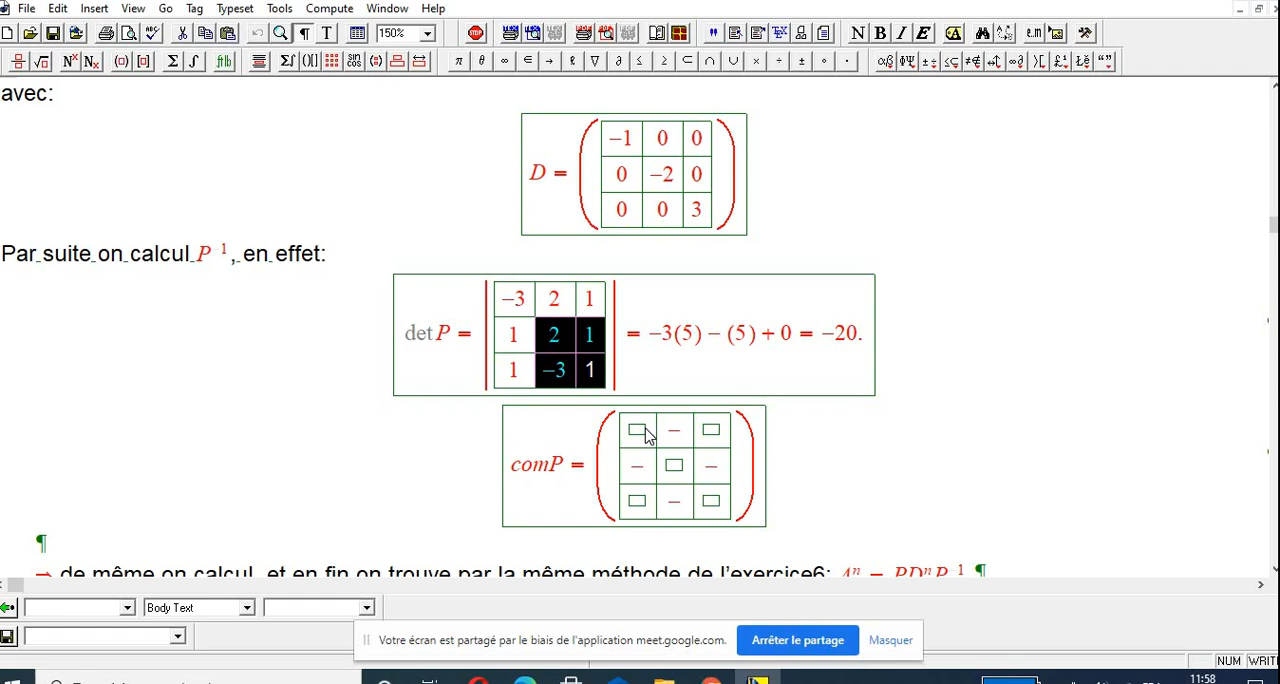 File Edit Insert View Go Tag Typeset Tools Compute Window Help
150%
avec:
D = ( −1 0 0
0 −2 0
0 0 3 )
Par suite on calcul P⁻¹, en effet:
det P = | −3 2 1
1 2 1
1 −3 1 | = −3(5) − (5) + 0 = −20.
comP = ( □ − □
− □ −
□ − □ )
¶
⇒ de même on calcul et en fin on trouve par la même méthode de l'exercice6: Aⁿ = PDⁿP⁻¹ ¶
Body Text
Votre écran est partagé par le biais de l'application meet.google.com. Arrêter le partage Masquer
NUM WRIT
11:58